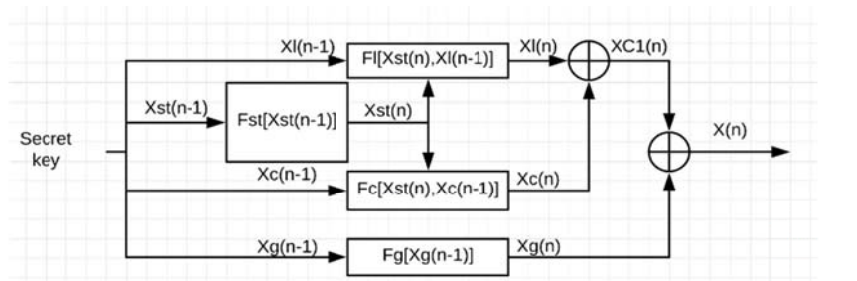 Xl(n-1)
Fl[Xst(n),Xl(n-1)]
Xl(n)
XC1(n)
Xst(n-1)
Fst[Xst(n-1)]
Xst(n)
X(n)
Secret
key
Xc(n-1)
Fc[Xst(n),Xc(n-1)]
Xc(n)
Xg(n-1)
Fg[Xg(n-1)]
Xg(n)